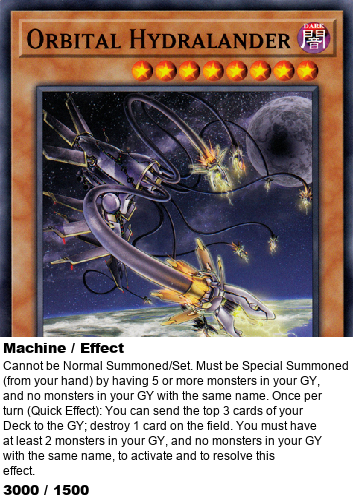 ORBITAL HYDRALANDER
DARK
闇
Machine / Effect
Cannot be Normal Summoned/Set. Must be Special Summoned
(from your hand) by having 5 or more monsters in your GY,
and no monsters in your GY with the same name. Once per
turn (Quick Effect): You can send the top 3 cards of your
Deck to the GY; destroy 1 card on the field. You must have
at least 2 monsters in your GY, and no monsters in your GY
with the same name, to activate and to resolve this
effect.
3000 / 1500